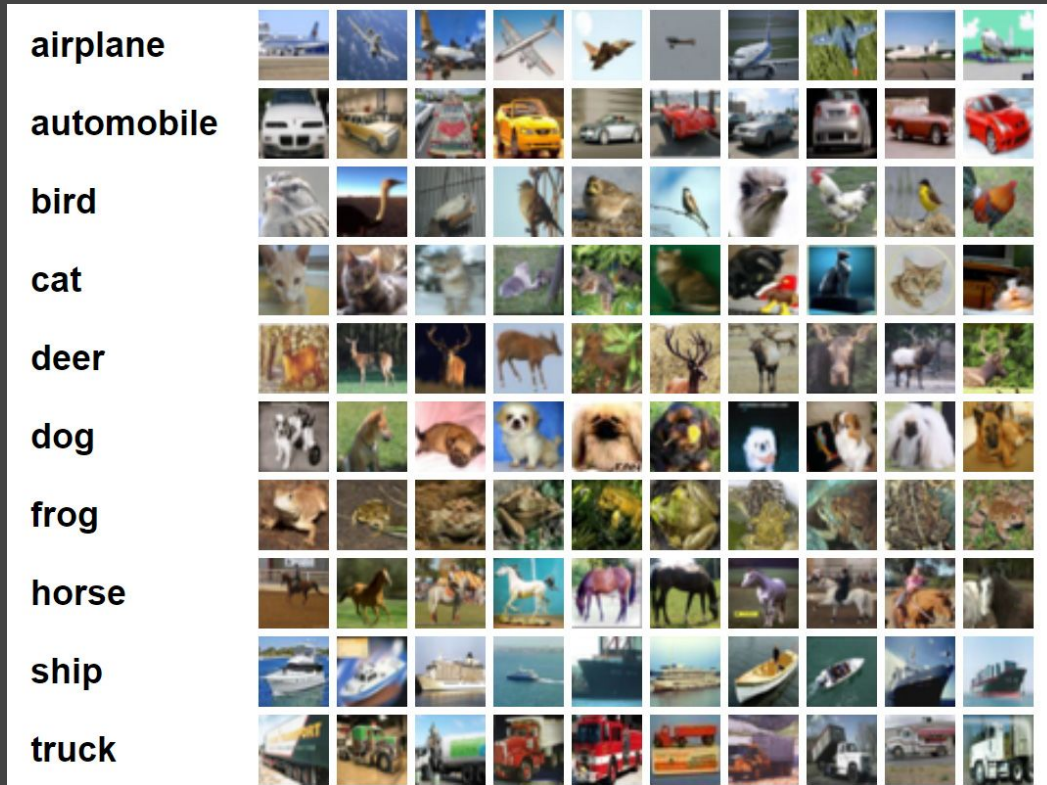 airplane
automobile
bird
cat
deer
dog
frog
horse
ship
truck